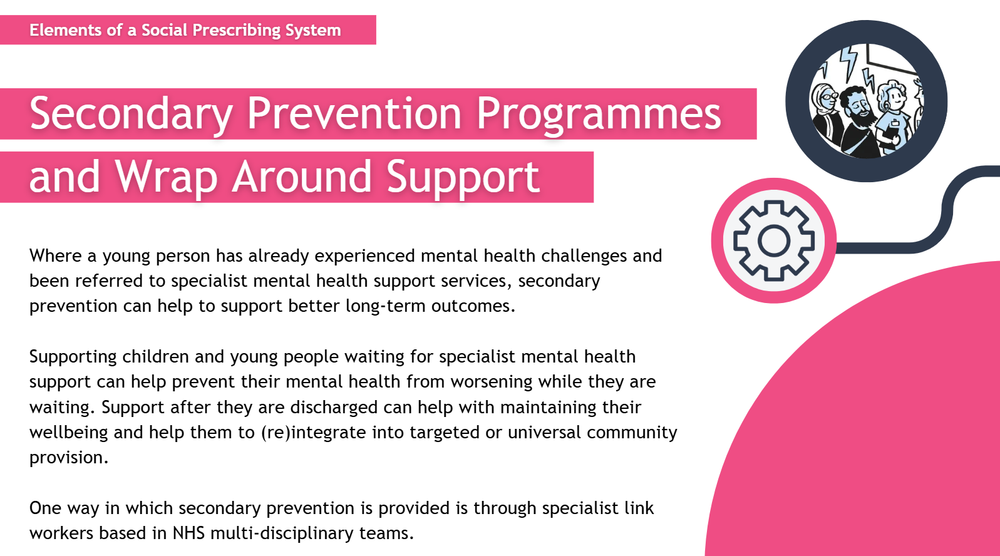 Elements of a Social Prescribing System
Secondary Prevention Programmes
and Wrap Around Support
Where a young person has already experienced mental health challenges and
been referred to specialist mental health support services, secondary
prevention can help to support better long-term outcomes.
Supporting children and young people waiting for specialist mental health
support can help prevent their mental health from worsening while they are
waiting. Support after they are discharged can help with maintaining their
wellbeing and help them to (re)integrate into targeted or universal community
provision.
One way in which secondary prevention is provided is through specialist link
workers based in NHS multi-disciplinary teams.